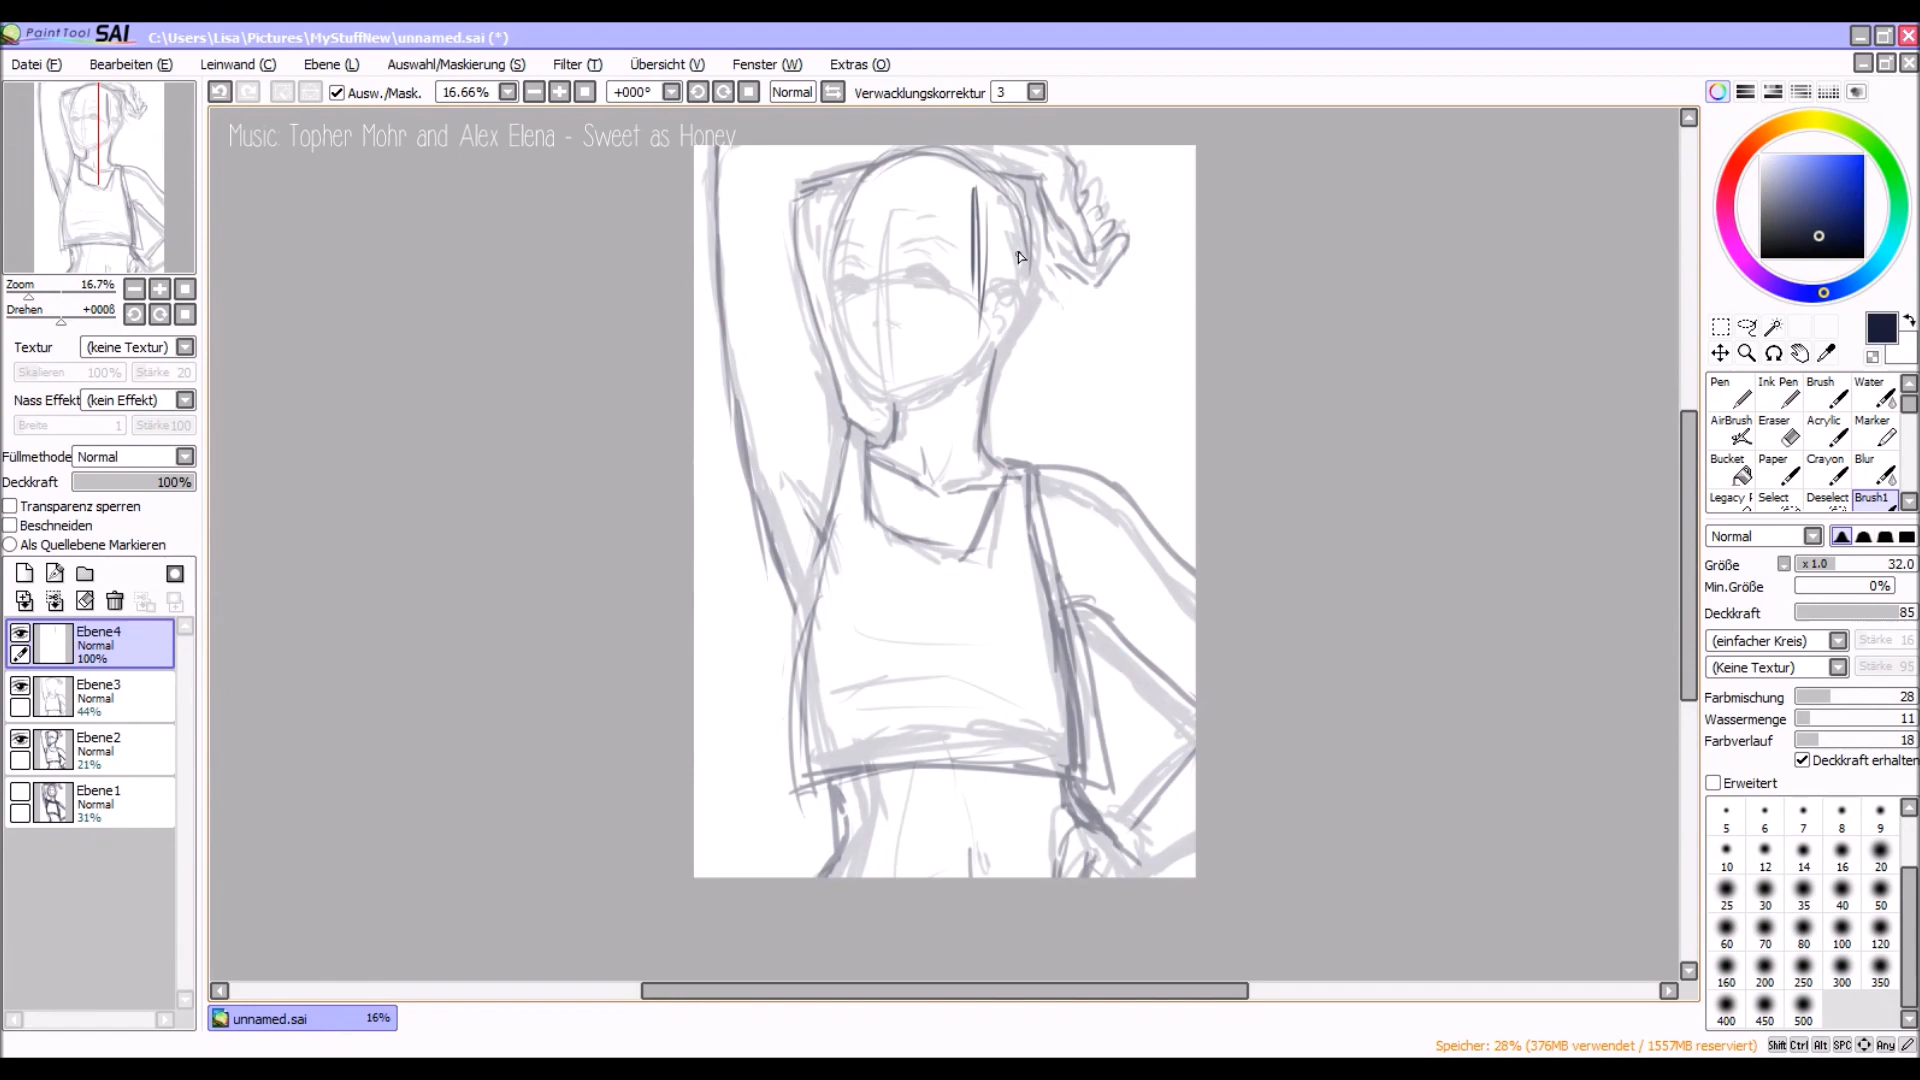 PaintTool SAI C:\Users\Lisa\Pictures\MyStuffNew\unnamed.sai (*)
Datei (F) Bearbeiten (E) Leinwand (C) Ebene (L) Auswahl/Maskierung (S) Filter (T) Übersicht (V) Fenster (W) Extras (O)
Ausw./Mask. 16.66% +000° Normal Verwacklungskorrektur 3
Music: Topher Mohr and Alex Elena - Sweet as Honey
Zoom 16.7%
Drehen +000ß
Textur (keine Textur)
Skalieren 100% Stärke 20
Nass Effekt (kein Effekt)
Breite 1 Stärke 100
Füllmethode Normal
Deckkraft 100%
Transparenz sperren
Beschneiden
Als Quellebene Markieren
Ebene4
Normal
100%
Ebene3
Normal
44%
Ebene2
Normal
21%
Ebene1
Normal
31%
unnamed.sai 16%
Pen Ink Pen Brush Water
AirBrush Eraser Acrylic Marker
Bucket Paper Crayon Blur
Legacy Select Deselect Brush1
Normal
Größe x 1.0 32.0
Min.Größe 0%
Deckkraft 85
(einfacher Kreis) Stärke 16
(Keine Textur) Stärke 95
Farbmischung 28
Wassermenge 11
Farbverlauf 18
Deckkraft erhalten
Erweitert
5 6 7 8 9
10 12 14 16 20
25 30 35 40 50
60 70 80 100 120
160 200 250 300 350
400 450 500
Speicher: 28% (376MB verwendet / 1557MB reserviert) Shift Ctrl Alt SPC Any